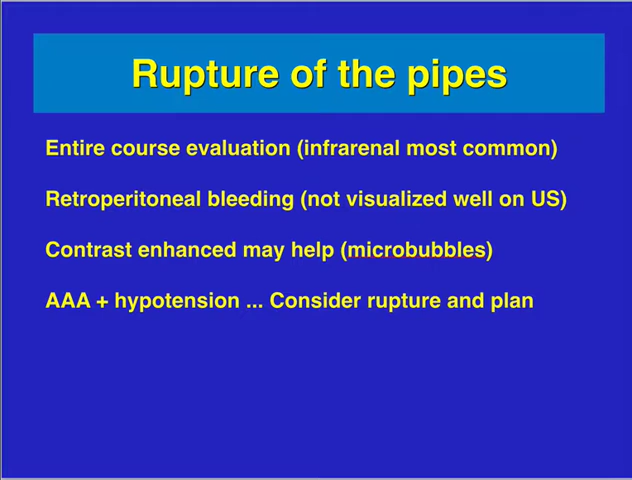 Rupture of the pipes
Entire course evaluation (infrarenal most common)
Retroperitoneal bleeding (not visualized well on US)
Contrast enhanced may help (microbubbles)
AAA + hypotension ... Consider rupture and plan